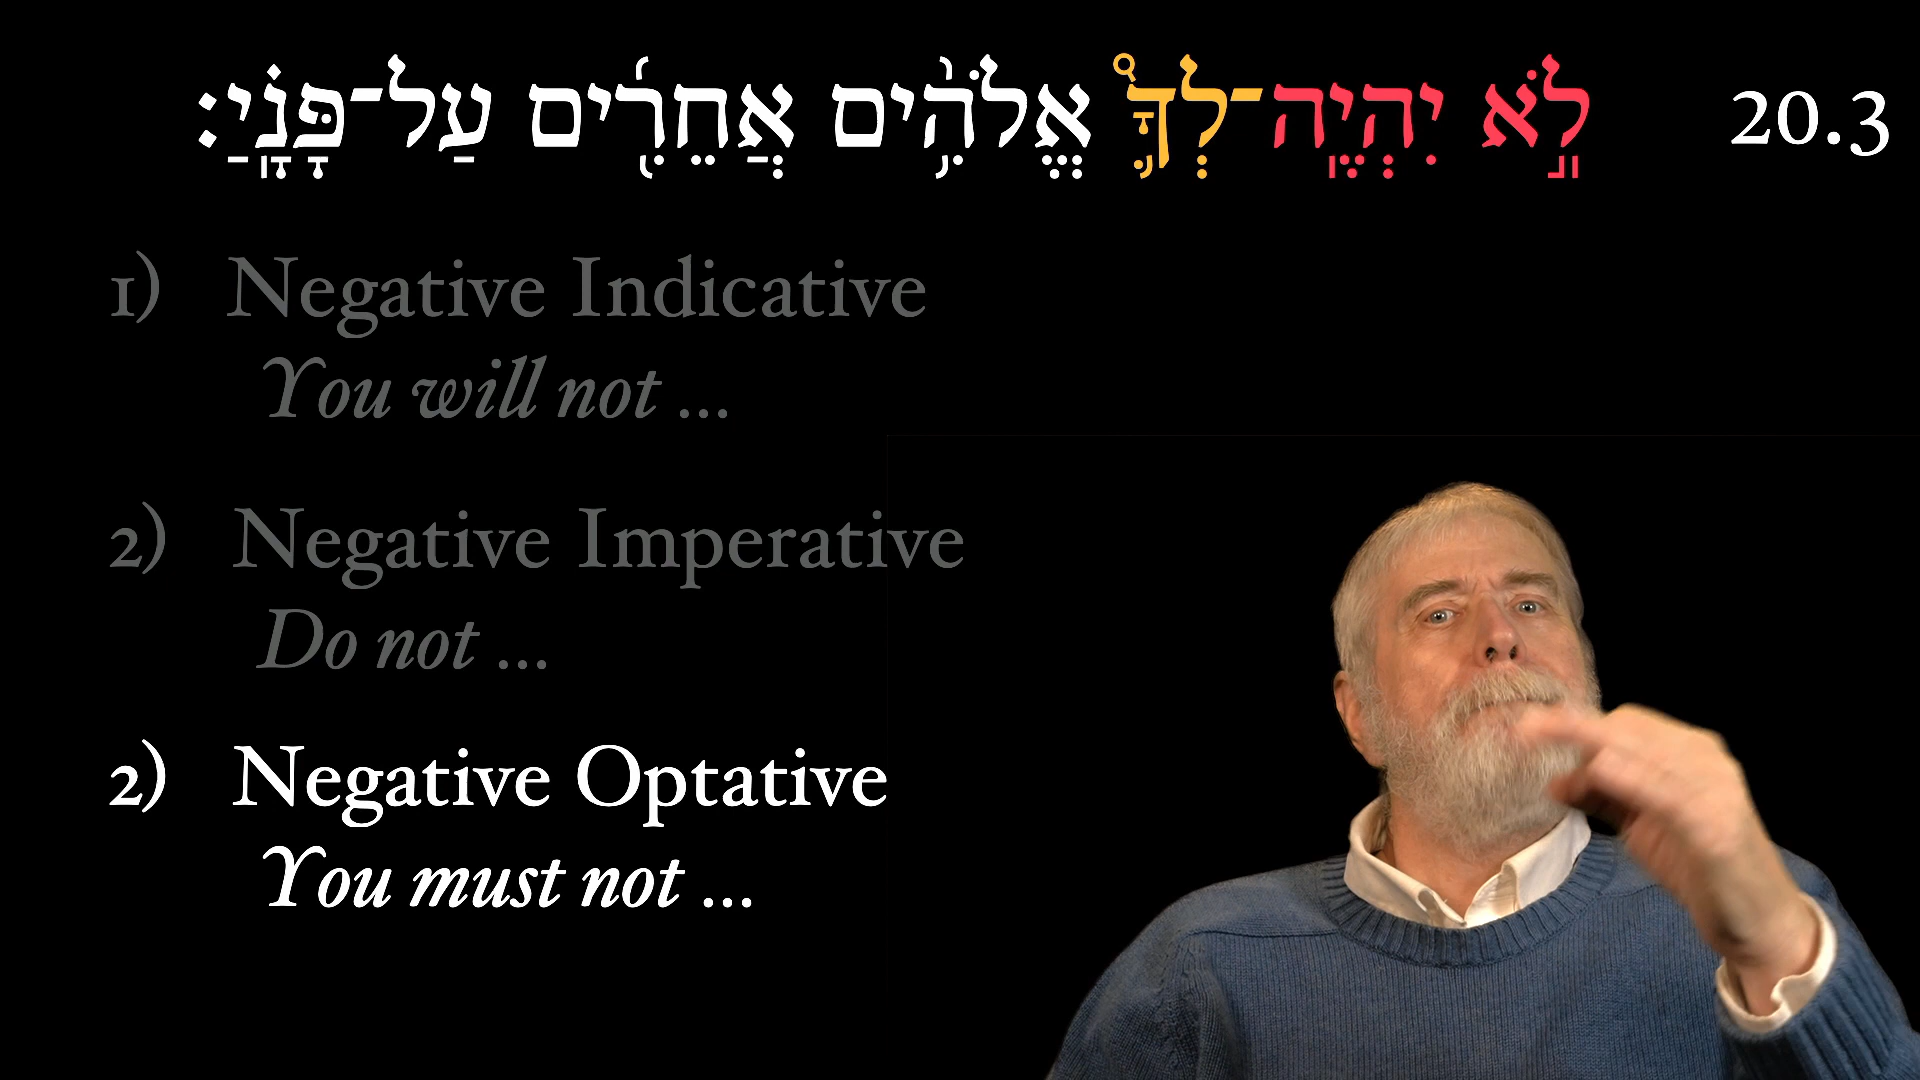 20.3 לֹ֣א יִהְיֶֽה־לְךָ֛֩ אֱלֹהִ֥֨ים אֲחֵרִ֖֜ים עַל־פָּנָֽ֗יַ׃
1) Negative Indicative
You will not ...
2) Negative Imperative
Do not ...
2) Negative Optative
You must not ...